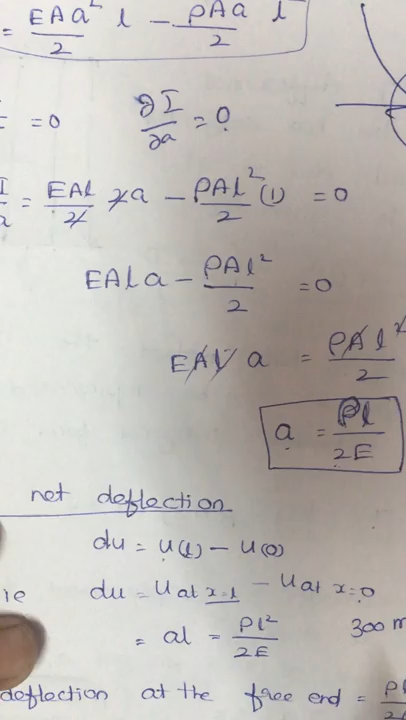 = EAa²/2 l - ρAa/2 l
= 0 ∂I/∂a = 0
= EAl/2 2a - ρAl²/2 (1) = 0
EAla - ρAl²/2 = 0
EAl a = ρAl²/2
a = ρl/2E
net deflection
du = u(l) - u(0)
ie du = u at x=l - u at x=0
= al = ρl²/2E 300 m
deflection at the free end =